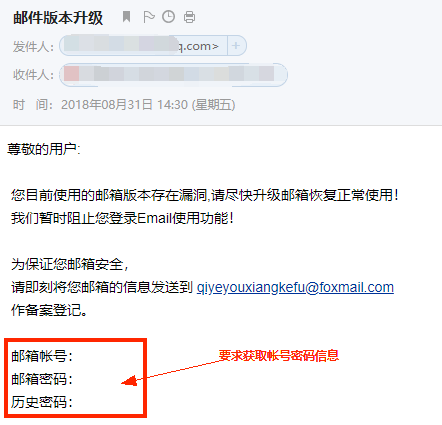 邮件版本升级
发件人: q.com> +
收件人:
时 间: 2018年08月31日 14:30 (星期五)
尊敬的用户:
您目前使用的邮箱版本存在漏洞,请尽快升级邮箱恢复正常使用!
我们暂时阻止您登录Email使用功能!
为保证您邮箱安全，
请即刻将您邮箱的信息发送到 qiyeyouxiangkefu@foxmail.com
作备案登记。
邮箱帐号:
要求获取帐号密码信息
邮箱密码:
历史密码: